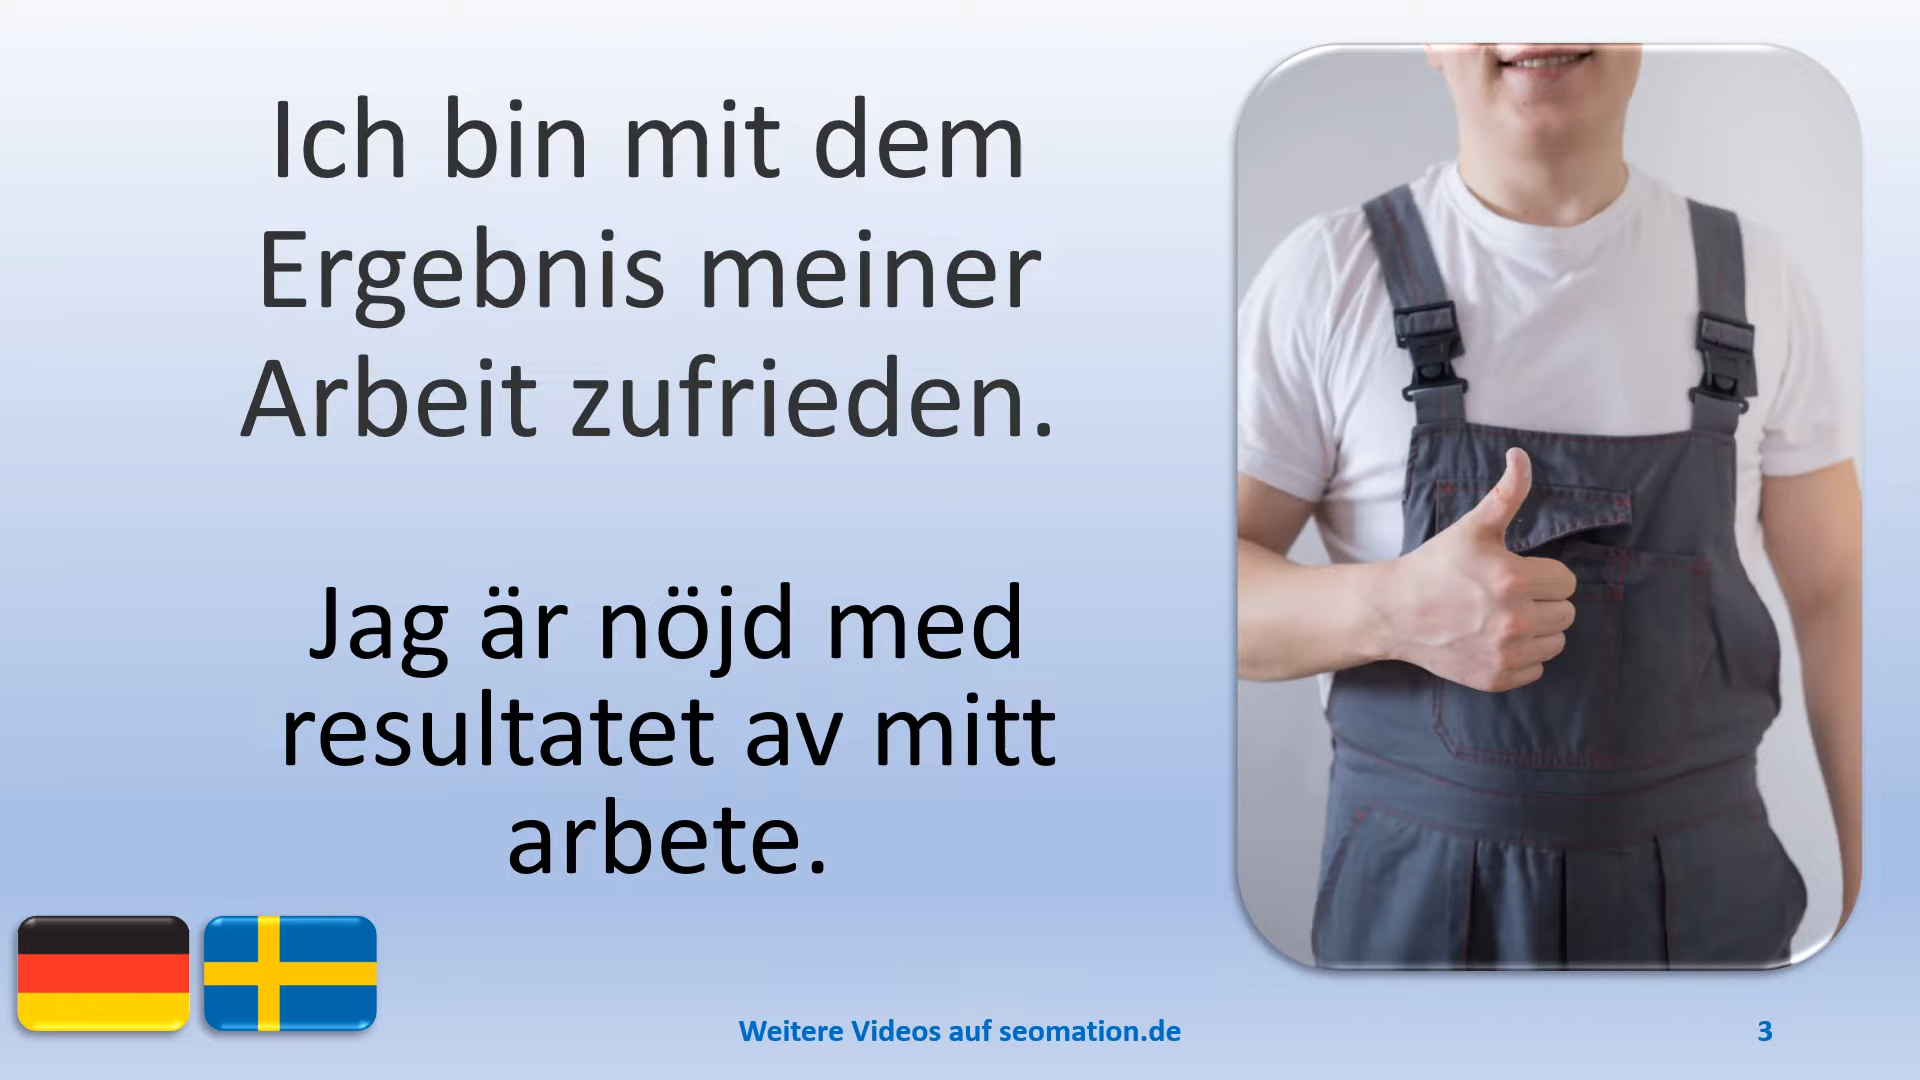 Ich bin mit dem
Ergebnis meiner
Arbeit zufrieden.
Jag är nöjd med
resultatet av mitt
arbete.
Weitere Videos auf seomation.de
3